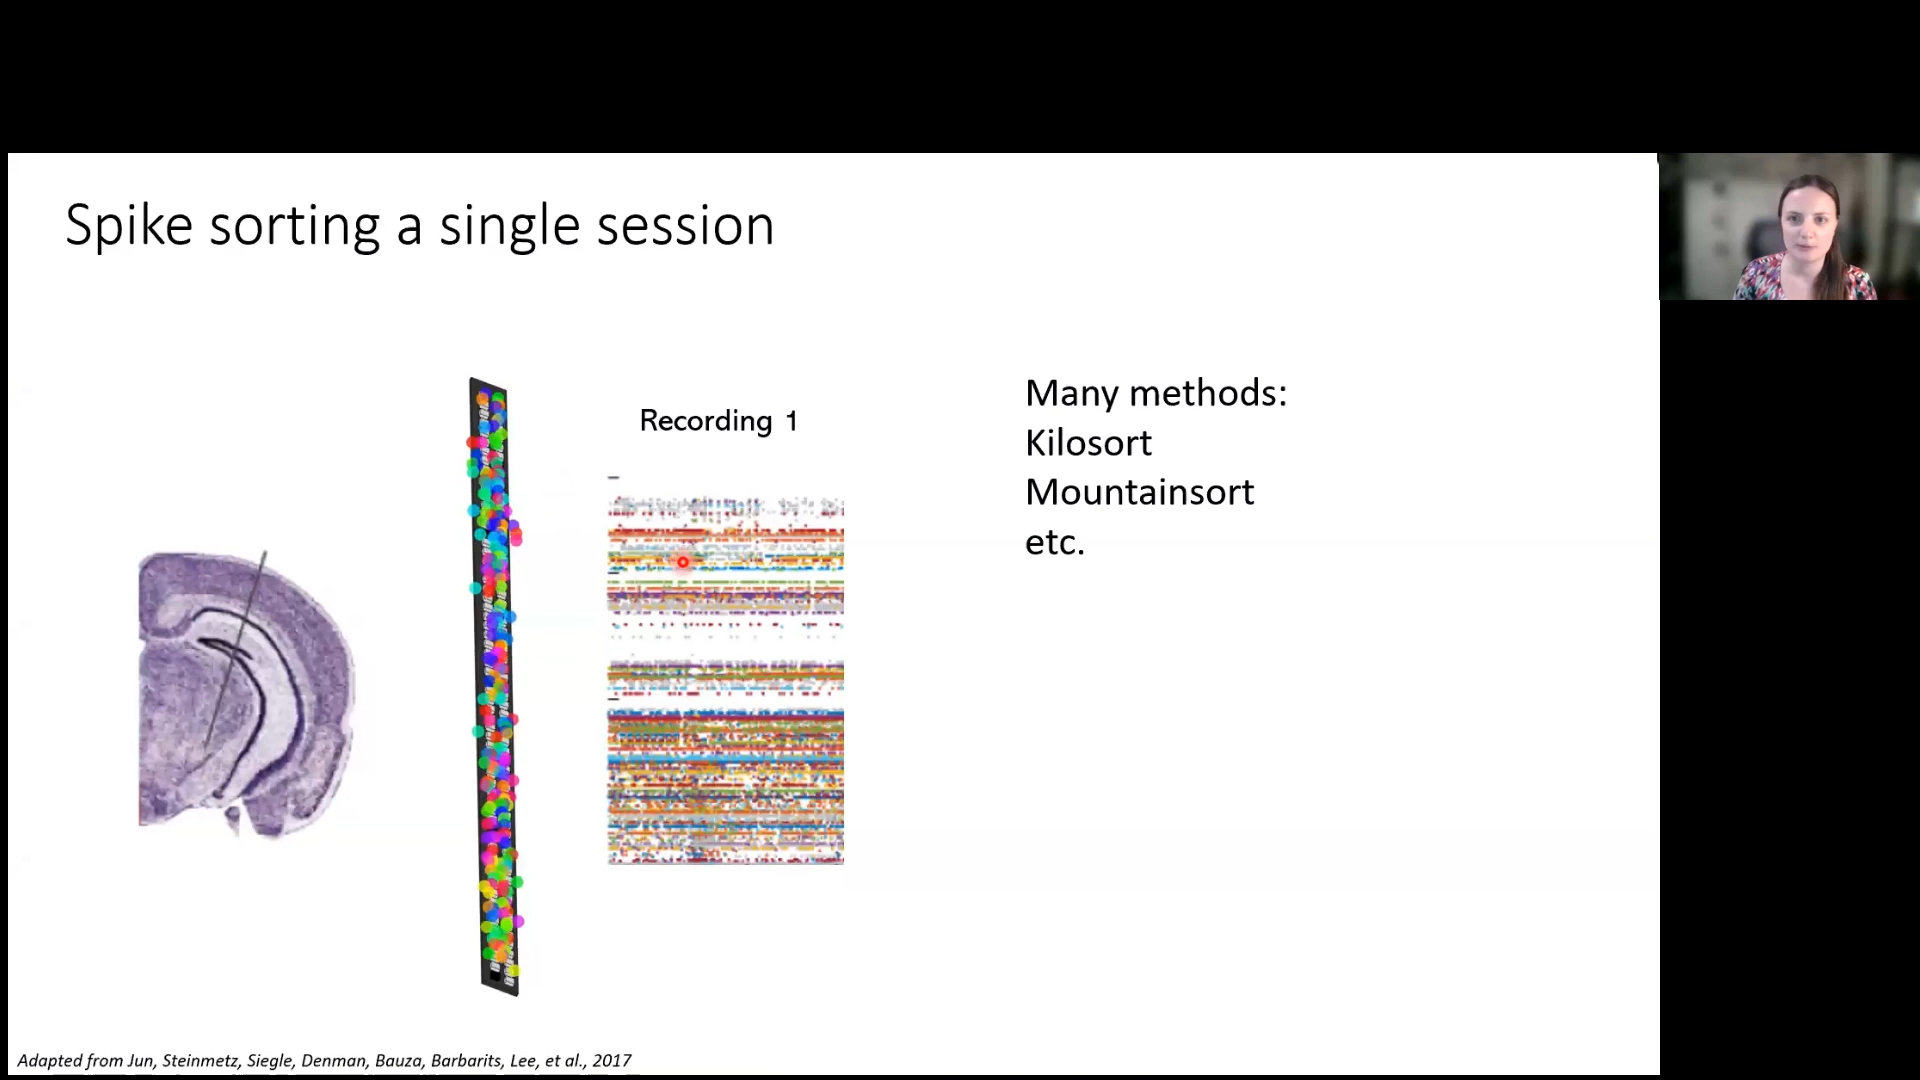 Spike sorting a single session
Recording 1
Many methods:
Kilosort
Mountainsort
etc.
Adapted from Jun, Steinmetz, Siegle, Denman, Bauza, Barbarits, Lee, et al., 2017